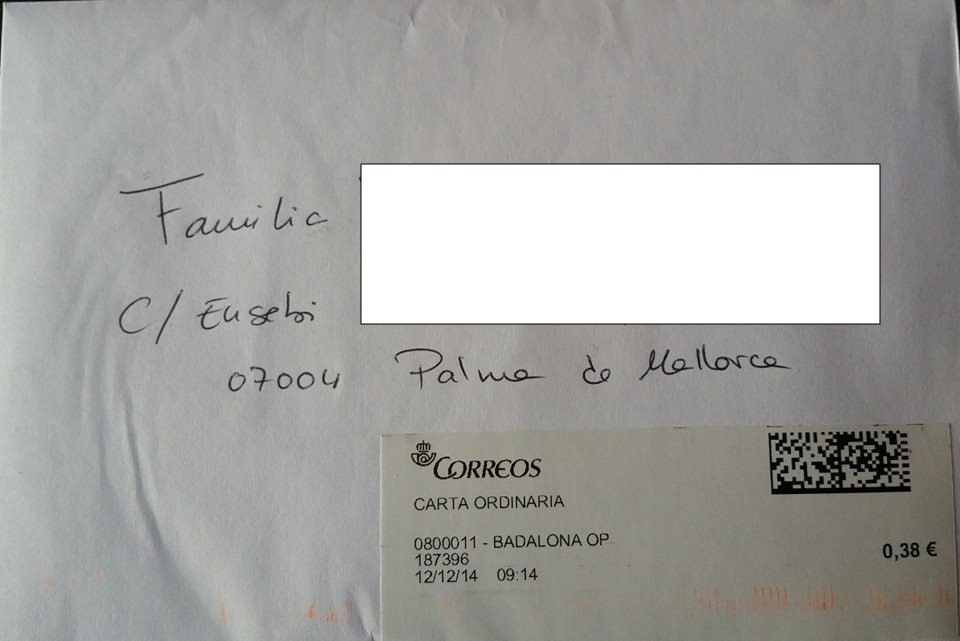 Familia
C/ Eusebi
07004 Palma de Mallorca
CORREOS
CARTA ORDINARIA
0800011 - BADALONA OP
187396
12/12/14 09:14
0,38 €